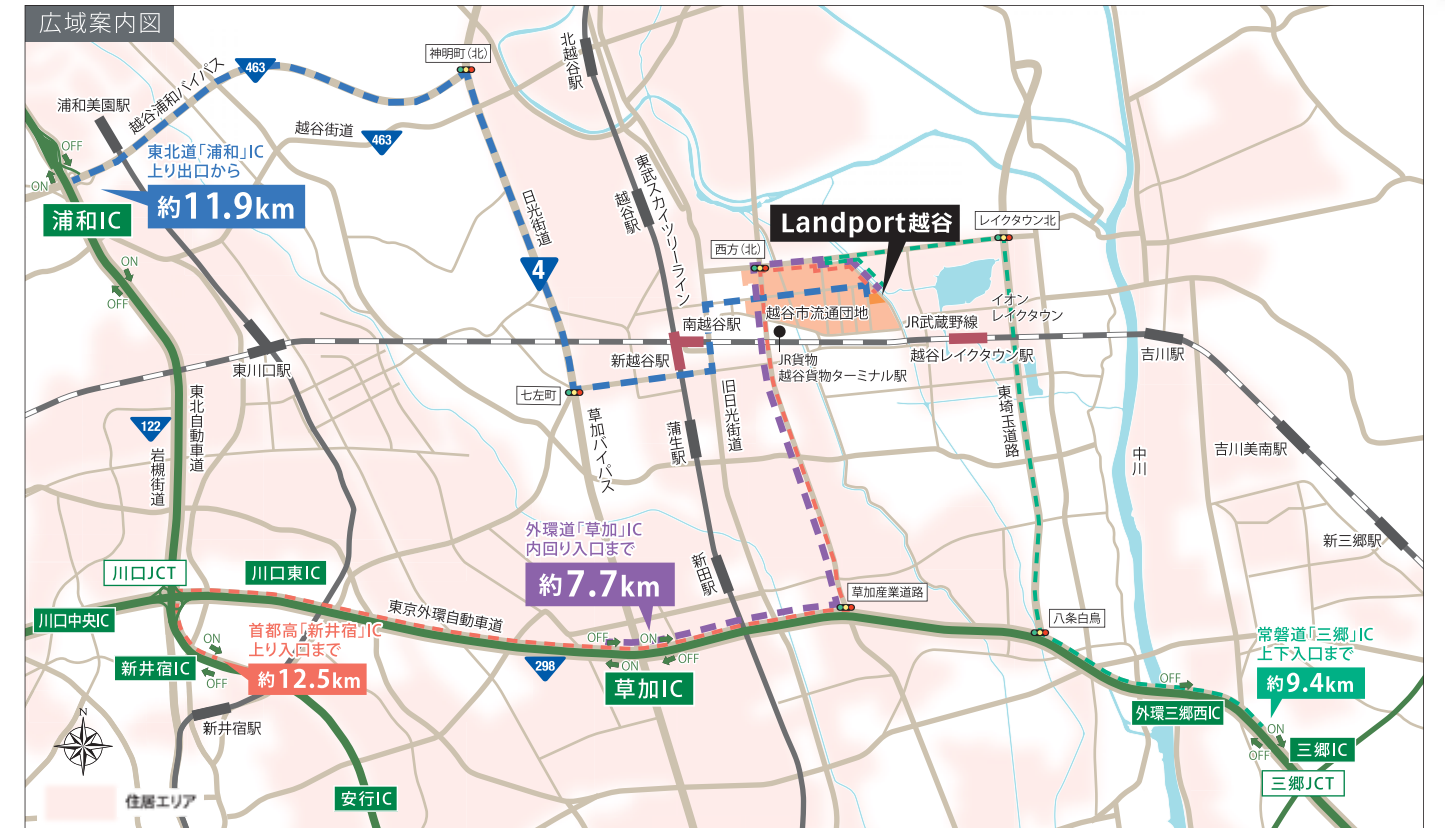 広域案内図
神明町（北）
北越谷駅
463
越谷浦和バイパス
浦和美園駅
越谷街道
463
OFF
ON
東北道「浦和」IC
上り出口から
約11.9km
浦和IC
日光街道
4
東武スカイツリーライン
越谷駅
Landport越谷
レイクタウン北
西方（北）
ON
OFF
イオン
レイクタウン
越谷市流通団地
南越谷駅
JR武蔵野線
新越谷駅
越谷レイクタウン駅
吉川駅
東川口駅
JR貨物
越谷貨物ターミナル駅
七左町
旧日光街道
東埼玉道路
東北自動車道
122
岩槻街道
草加バイパス
蒲生駅
中川
吉川美南駅
外環道「草加」IC
内回り入口まで
約7.7km
新田駅
新三郷駅
川口JCT
川口東IC
草加産業道路
東京外環自動車道
川口中央IC
八条白鳥
首都高「新井宿」IC
上り入口まで
約12.5km
ON
OFF
新井宿IC
OFF
ON
ON
OFF
298
草加IC
常磐道「三郷」IC
上下入口まで
約9.4km
OFF
外環三郷西IC
ON
OFF
三郷IC
三郷JCT
新井宿駅
N
安行IC
住居エリア